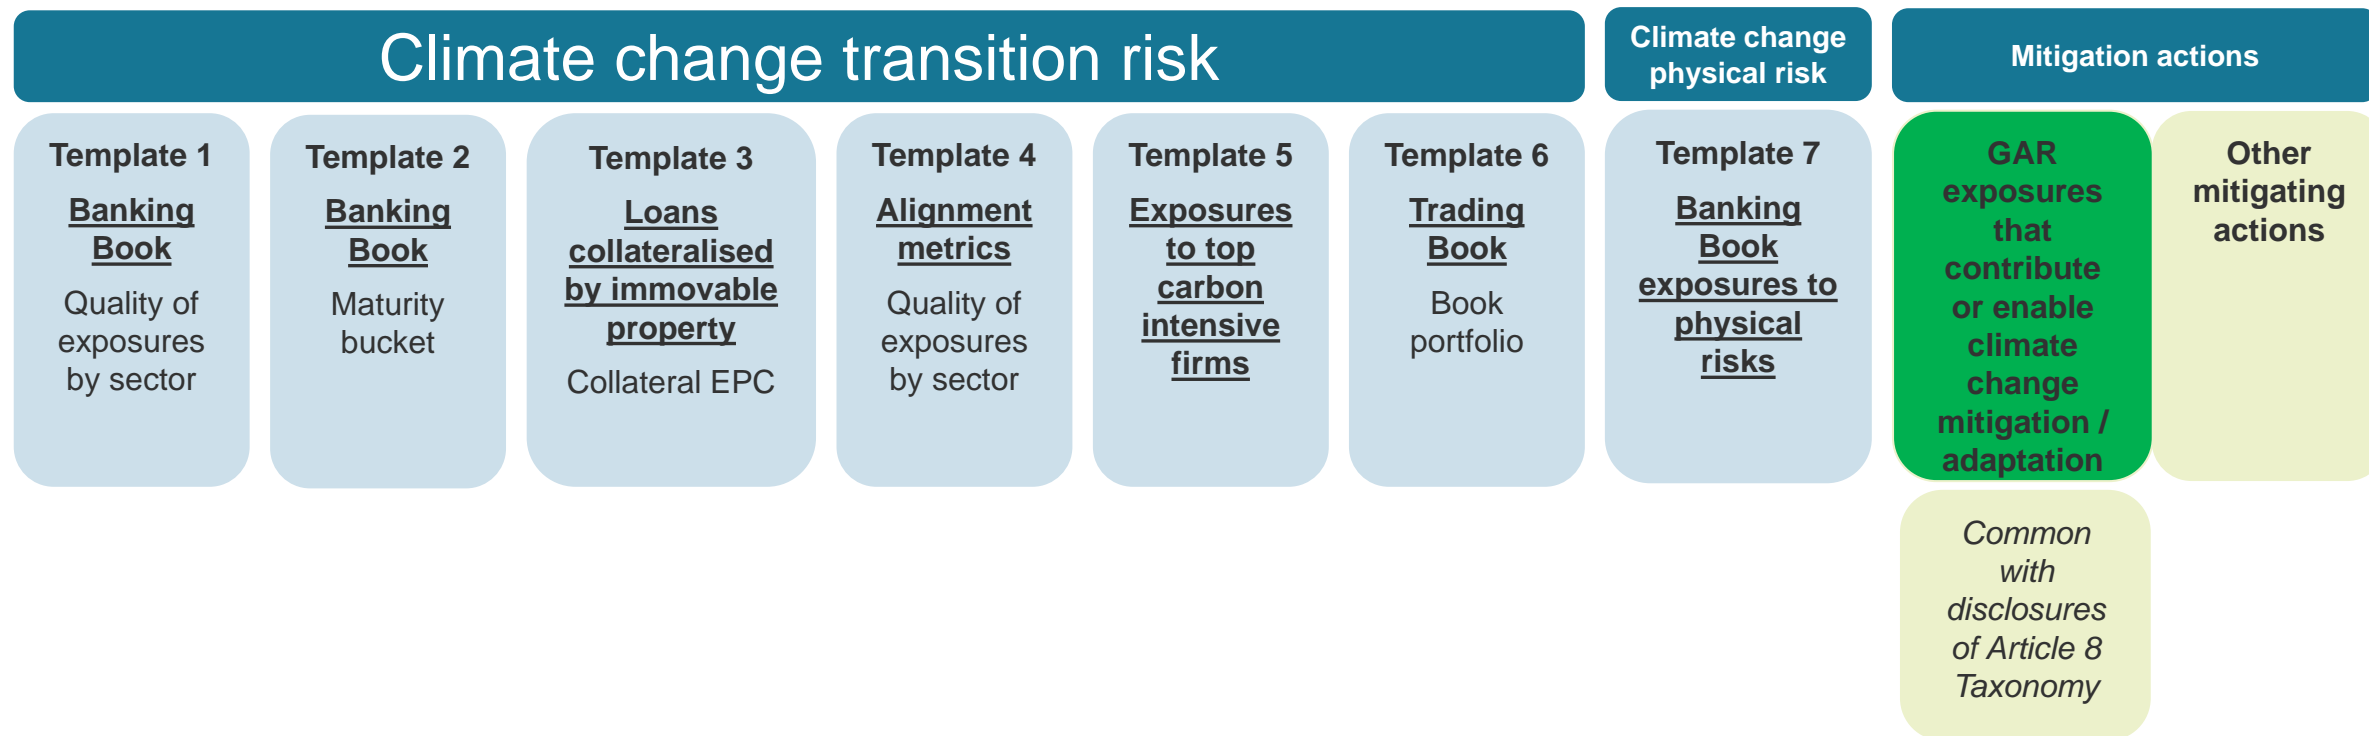 Climate change transition risk
Climate change
physical risk
Mitigation actions
Template 1
Banking
Book
Quality of
exposures
by sector
Template 2
Banking
Book
Maturity
bucket
Template 3
Loans
collateralised
by immovable
property
Collateral EPC
Template 4
Alignment
metrics
Quality of
exposures
by sector
Template 5
Exposures
to top
carbon
intensive
firms
Template 6
Trading
Book
Book
portfolio
Template 7
Banking
Book
exposures to
physical
risks
GAR
exposures
that
contribute
or enable
climate
change
mitigation /
adaptation
Other
mitigating
actions
Common
with
disclosures
of Article 8
Taxonomy